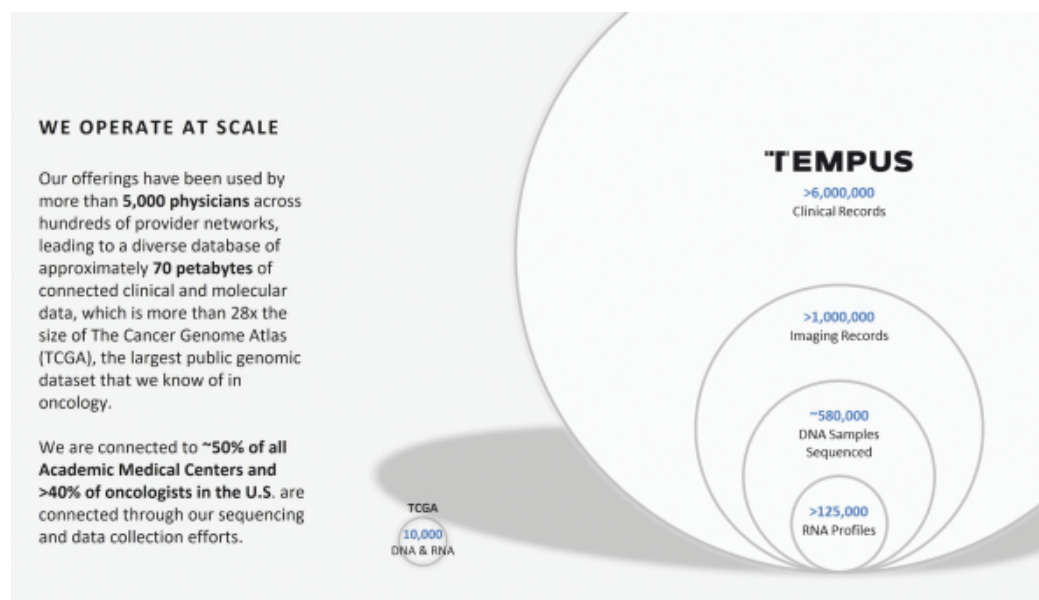 WE OPERATE AT SCALE
Our offerings have been used by
more than 5,000 physicians across
hundreds of provider networks,
leading to a diverse database of
approximately 70 petabytes of
connected clinical and molecular
data, which is more than 28x the
size of The Cancer Genome Atlas
(TCGA), the largest public genomic
dataset that we know of in
oncology.
We are connected to ~50% of all
Academic Medical Centers and
>40% of oncologists in the U.S. are
connected through our sequencing
and data collection efforts.
TCGA
10,000
DNA & RNA
TEMPUS
>6,000,000
Clinical Records
>1,000,000
Imaging Records
~580,000
DNA Samples
Sequenced
>125,000
RNA Profiles